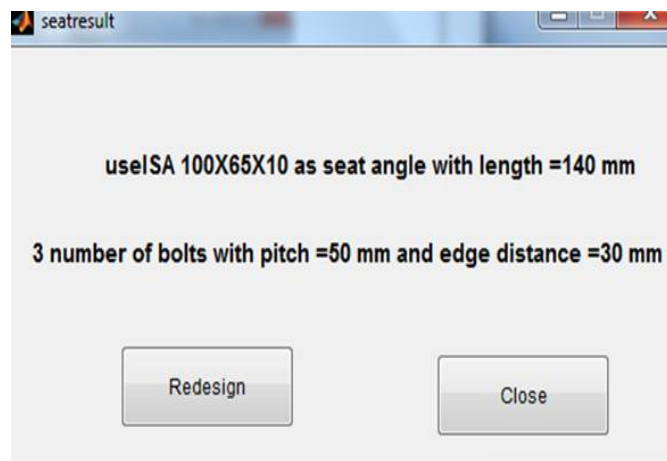 seatresult
useISA 100X65X10 as seat angle with length =140 mm
3 number of bolts with pitch =50 mm and edge distance =30 mm
Redesign
Close